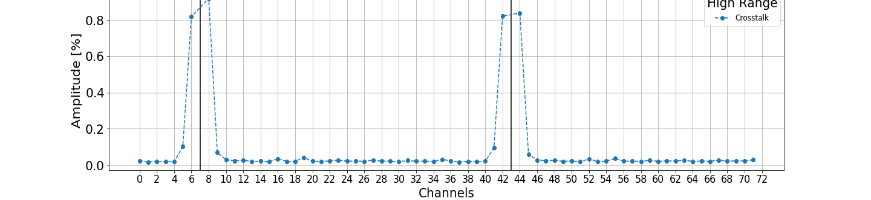 High Range
Crosstalk
0.8
0.6
0.4
0.2
0.0
Amplitude [%]
0 2 4 6 8 10 12 14 16 18 20 22 24 26 28 30 32 34 36 38 40 42 44 46 48 50 52 54 56 58 60 62 64 66 68 70 72
Channels